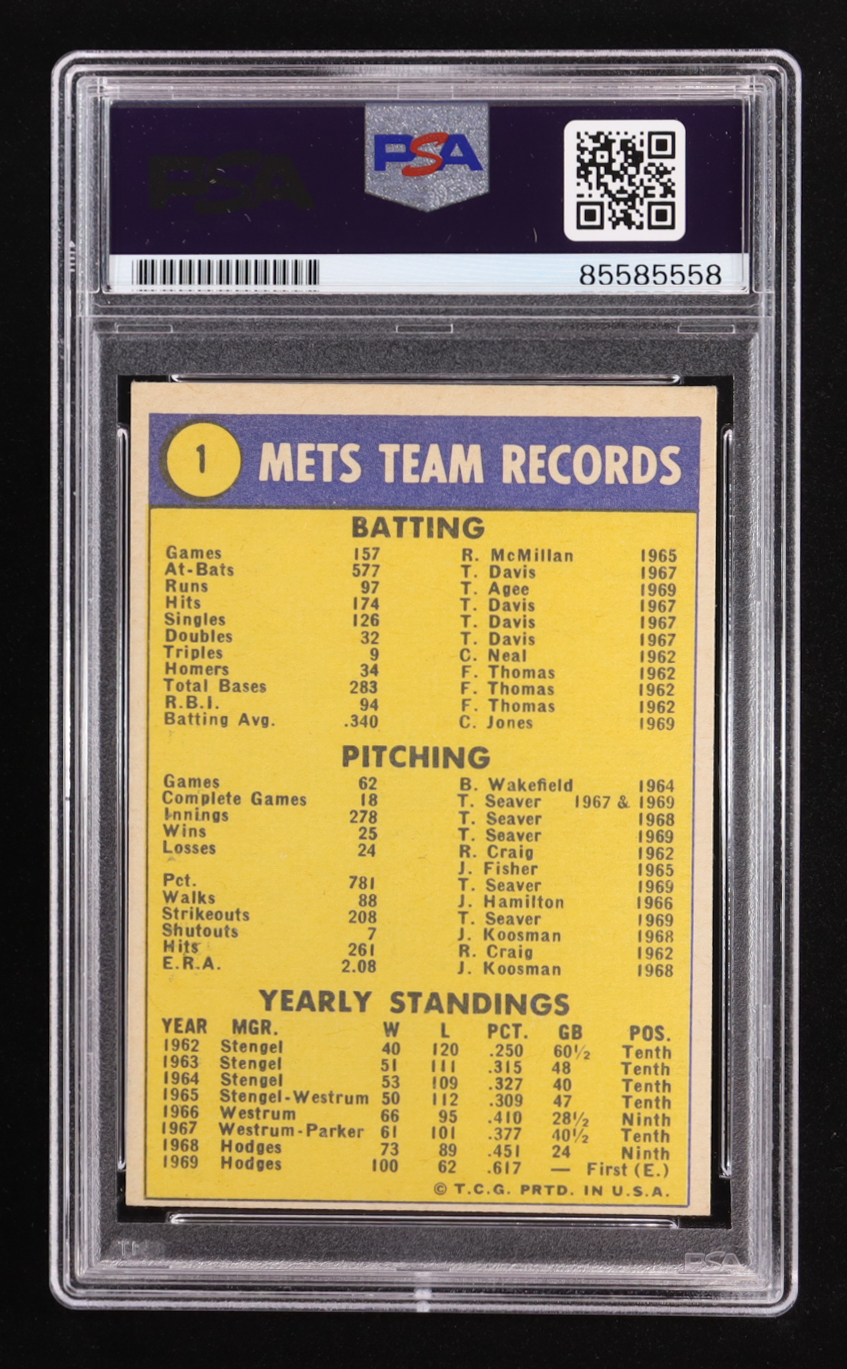 PSA
PSA
85585558
1 METS TEAM RECORDS
BATTING
Games 157 R. McMillan 1965
At-Bats 577 T. Davis 1967
Runs 97 T. Agee 1969
Hits 174 T. Davis 1967
Singles 126 T. Davis 1967
Doubles 32 T. Davis 1967
Triples 9 C. Neal 1962
Homers 34 F. Thomas 1962
Total Bases 283 F. Thomas 1962
R.B.I. 94 F. Thomas 1962
Batting Avg. .340 C. Jones 1969
PITCHING
Games 62 B. Wakefield 1964
Complete Games 18 T. Seaver 1967 & 1969
Innings 278 T. Seaver 1968
Wins 25 T. Seaver 1969
Losses 24 R. Craig 1962
J. Fisher 1965
Pct. 781 T. Seaver 1969
Walks 88 J. Hamilton 1966
Strikeouts 208 T. Seaver 1969
Shutouts 7 J. Koosman 1968
Hits 261 R. Craig 1962
E.R.A. 2.08 J. Koosman 1968
YEARLY STANDINGS
YEAR MGR. W L PCT. GB POS.
1962 Stengel 40 120 .250 60½ Tenth
1963 Stengel 51 111 .315 48 Tenth
1964 Stengel 53 109 .327 40 Tenth
1965 Stengel-Westrum 50 112 .309 47 Tenth
1966 Westrum 66 95 .410 28½ Ninth
1967 Westrum-Parker 61 101 .377 40½ Tenth
1968 Hodges 73 89 .451 24 Ninth
1969 Hodges 100 62 .617 — First (E.)
© T.C.G. PRTD. IN U.S.A.
PSA